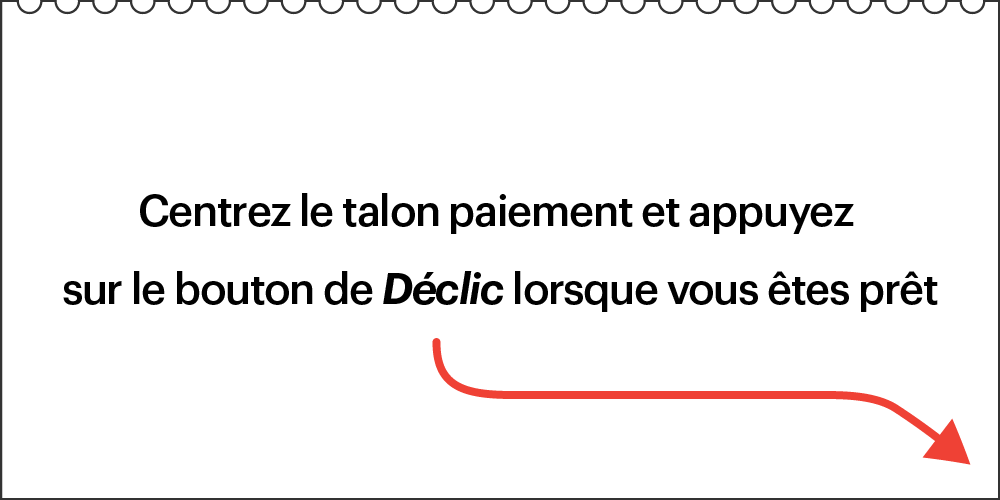 Centrez le talon paiement et appuyez
sur le bouton de Déclic lorsque vous êtes prêt